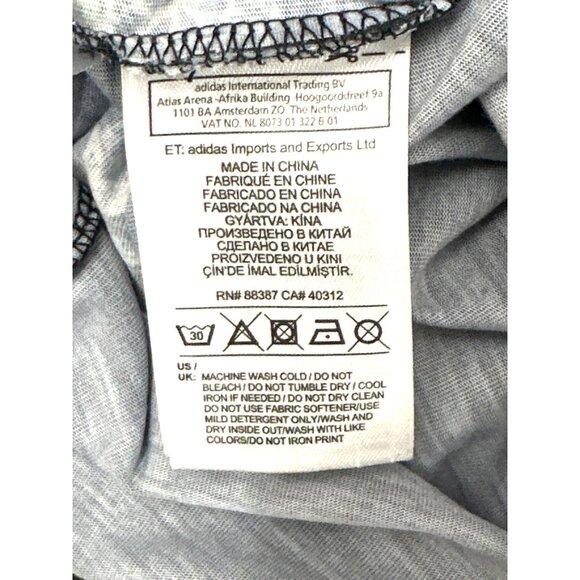 adidas International Trading BV
Atlas Arena -Afrika Building Hoogoorddreef 9a
1101 BA Amsterdam ZO The Netherlands
VAT NO. NL 8073 01 322 B 01
ET: adidas Imports and Exports Ltd
MADE IN CHINA
FABRIQUÉ EN CHINE
FABRICADO EN CHINA
FABRICADO NA CHINA
GYÁRTVA: KÍNA
ПРОИЗВЕДЕНО В КИТАЙ
СДЕЛАНО В КИТАЕ
PROIZVEDENO U KINI
ÇİN'DE İMAL EDİLMİŞTİR.
RN# 88387 CA# 40312
30
US /
UK: MACHINE WASH COLD / DO NOT
BLEACH / DO NOT TUMBLE DRY / COOL
IRON IF NEEDED / DO NOT DRY CLEAN
DO NOT USE FABRIC SOFTENER/USE
MILD DETERGENT ONLY/WASH AND
DRY INSIDE OUT/WASH WITH LIKE
COLORS/DO NOT IRON PRINT